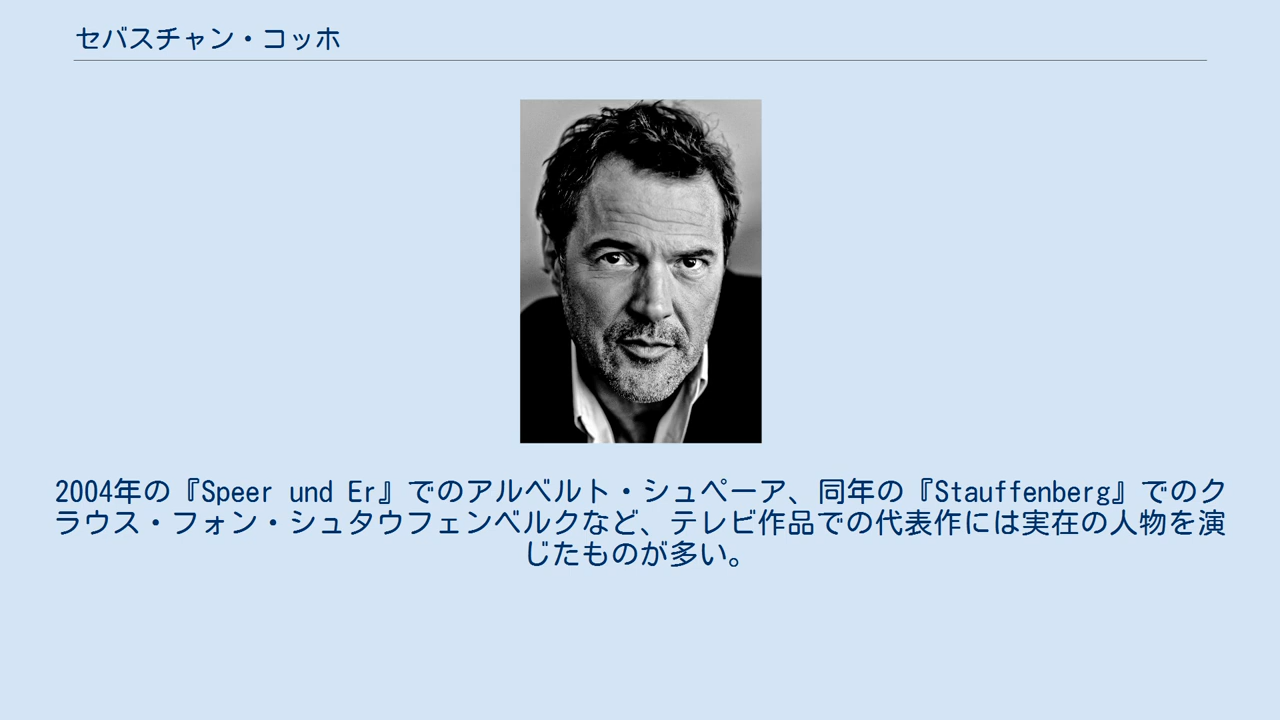 セバスチャン・コッホ
2004年の『Speer und Er』でのアルベルト・シュペーア、同年の『Stauffenberg』でのク
ラウス・フォン・シュタウフェンベルクなど、テレビ作品での代表作には実在の人物を演
じたものが多い。